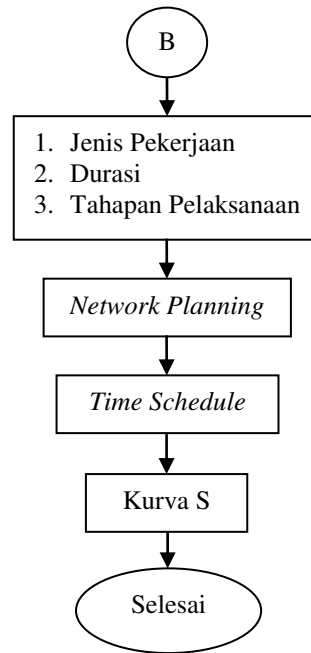 B
1. Jenis Pekerjaan
2. Durasi
3. Tahapan Pelaksanaan
Network Planning
Time Schedule
Kurva S
Selesai